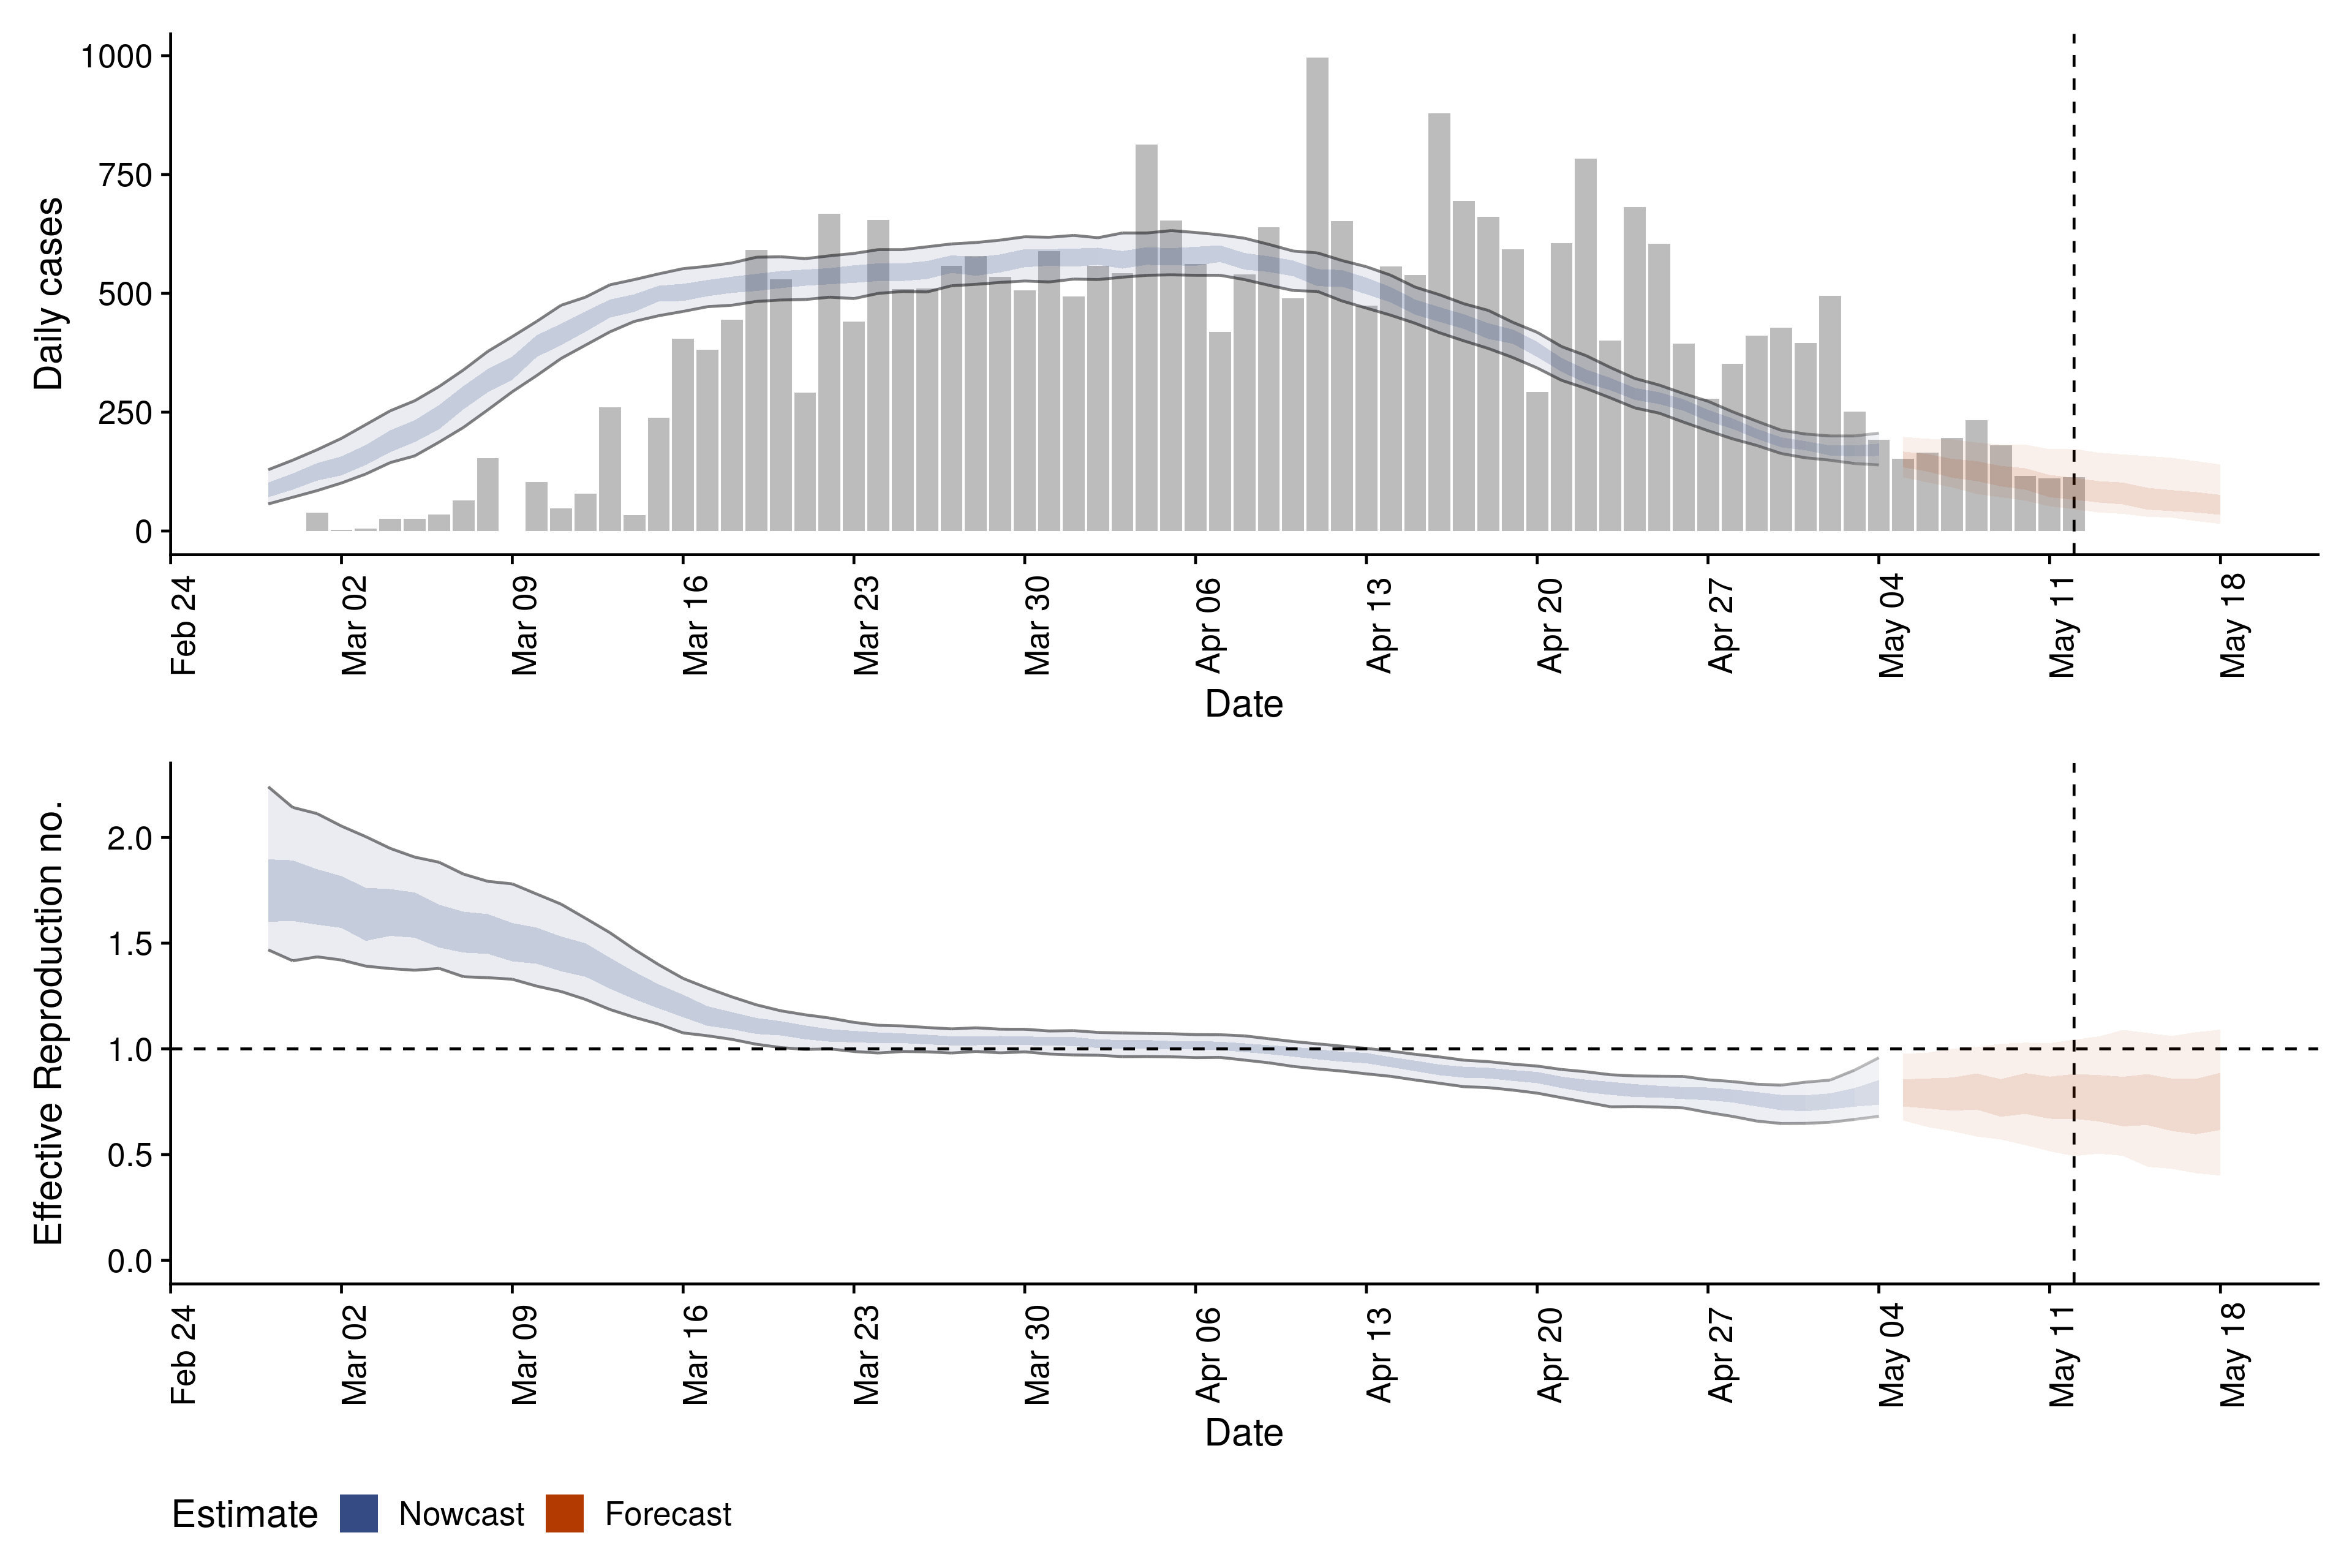 1000
750
500
250
0
Daily cases
Feb 24
Mar 02
Mar 09
Mar 16
Mar 23
Mar 30
Apr 06
Apr 13
Apr 20
Apr 27
May 04
May 11
May 18
Date
2.0
1.5
1.0
0.5
0.0
Effective Reproduction no.
Feb 24
Mar 02
Mar 09
Mar 16
Mar 23
Mar 30
Apr 06
Apr 13
Apr 20
Apr 27
May 04
May 11
May 18
Date
Estimate Nowcast Forecast